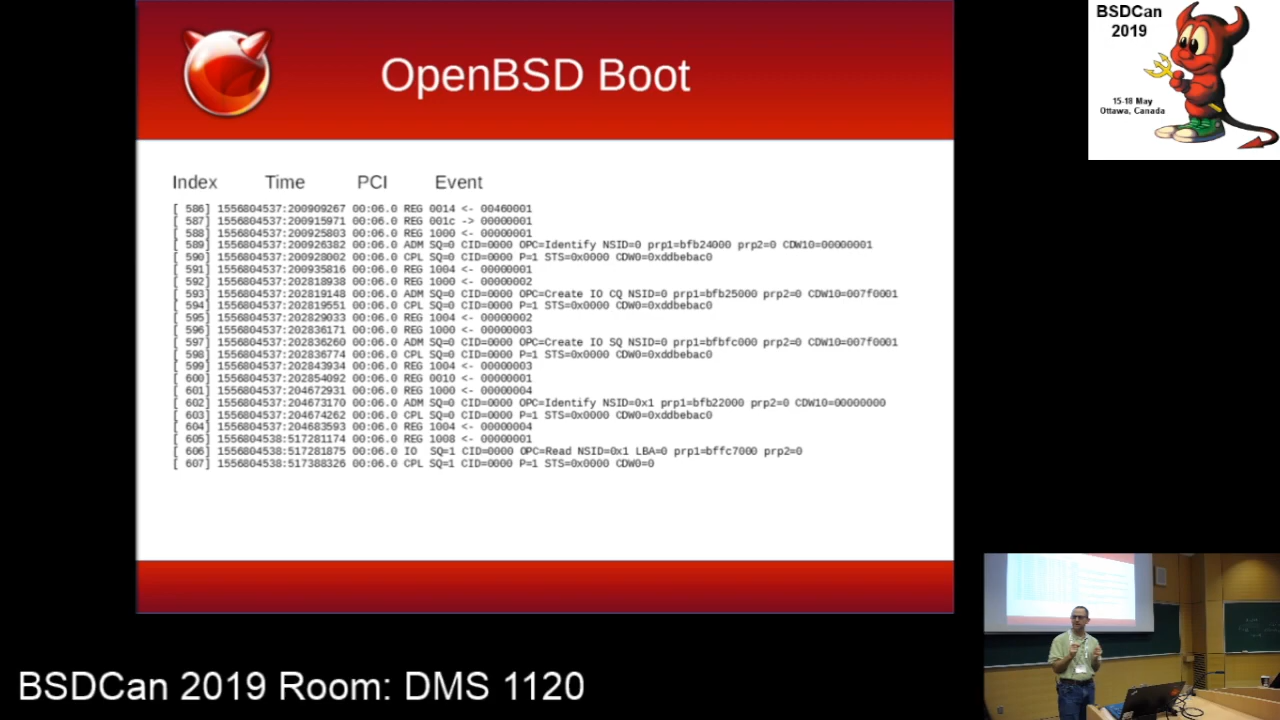 OpenBSD Boot
Index Time PCI Event
[ 586] 1556804537:200909267 00:06.0 REG 0014 <- 00460001
[ 587] 1556804537:200915971 00:06.0 REG 001c -> 00000001
[ 588] 1556804537:200925803 00:06.0 REG 1000 <- 00000001
[ 589] 1556804537:200926382 00:06.0 ADM SQ=0 CID=0000 OPC=Identify NSID=0 prp1=bfb24000 prp2=0 CDW10=00000001
[ 590] 1556804537:200928002 00:06.0 CPL SQ=0 CID=0000 P=1 STS=0x0000 CDW0=0xddbebac0
[ 591] 1556804537:200935816 00:06.0 REG 1004 <- 00000001
[ 592] 1556804537:202818938 00:06.0 REG 1000 <- 00000002
[ 593] 1556804537:202819148 00:06.0 ADM SQ=0 CID=0000 OPC=Create IO CQ NSID=0 prp1=bfb25000 prp2=0 CDW10=007f0001
[ 594] 1556804537:202819551 00:06.0 CPL SQ=0 CID=0000 P=1 STS=0x0000 CDW0=0xddbebac0
[ 595] 1556804537:202829033 00:06.0 REG 1004 <- 00000002
[ 596] 1556804537:202836171 00:06.0 REG 1000 <- 00000003
[ 597] 1556804537:202836260 00:06.0 ADM SQ=0 CID=0000 OPC=Create IO SQ NSID=0 prp1=bfbfc000 prp2=0 CDW10=007f0001
[ 598] 1556804537:202836774 00:06.0 CPL SQ=0 CID=0000 P=1 STS=0x0000 CDW0=0xddbebac0
[ 599] 1556804537:202843934 00:06.0 REG 1004 <- 00000003
[ 600] 1556804537:202854092 00:06.0 REG 0010 <- 00000001
[ 601] 1556804537:204672931 00:06.0 REG 1000 <- 00000004
[ 602] 1556804537:204673170 00:06.0 ADM SQ=0 CID=0000 OPC=Identify NSID=0x1 prp1=bfb22000 prp2=0 CDW10=00000000
[ 603] 1556804537:204674262 00:06.0 CPL SQ=0 CID=0000 P=1 STS=0x0000 CDW0=0xddbebac0
[ 604] 1556804537:204683593 00:06.0 REG 1004 <- 00000004
[ 605] 1556804538:517281174 00:06.0 REG 1008 <- 00000001
[ 606] 1556804538:517281875 00:06.0 IO SQ=1 CID=0000 OPC=Read NSID=0x1 LBA=0 prp1=bffc7000 prp2=0
[ 607] 1556804538:517388326 00:06.0 CPL SQ=1 CID=0000 P=1 STS=0x0000 CDW0=0
BSDCan
2019
15-18 May
Ottawa, Canada
BSDCan 2019 Room: DMS 1120